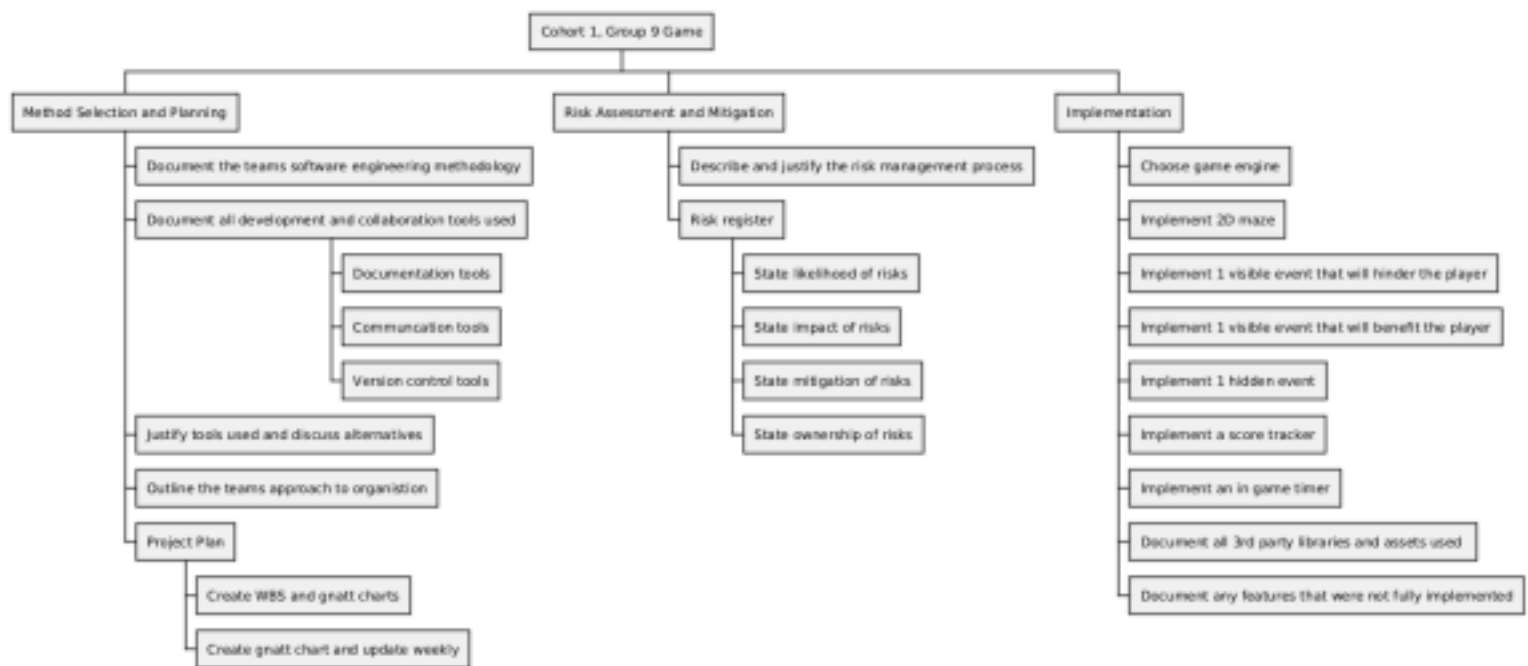 Cohort 1, Group 9 Game
Method Selection and Planning
Document the teams software engineering methodology
Document all development and collaboration tools used
Documentation tools
Communcation tools
Version control tools
Justify tools used and discuss alternatives
Outline the teams approach to organistion
Project Plan
Create WBS and gnatt charts
Create gnatt chart and update weekly
Risk Assessment and Mitigation
Describe and justify the risk management process
Risk register
State likelihood of risks
State impact of risks
State mitigation of risks
State ownership of risks
Implementation
Choose game engine
Implement 2D maze
Implement 1 visible event that will hinder the player
Implement 1 visible event that will benefit the player
Implement 1 hidden event
Implement a score tracker
Implement an in game timer
Document all 3rd party libraries and assets used
Document any features that were not fully implemented